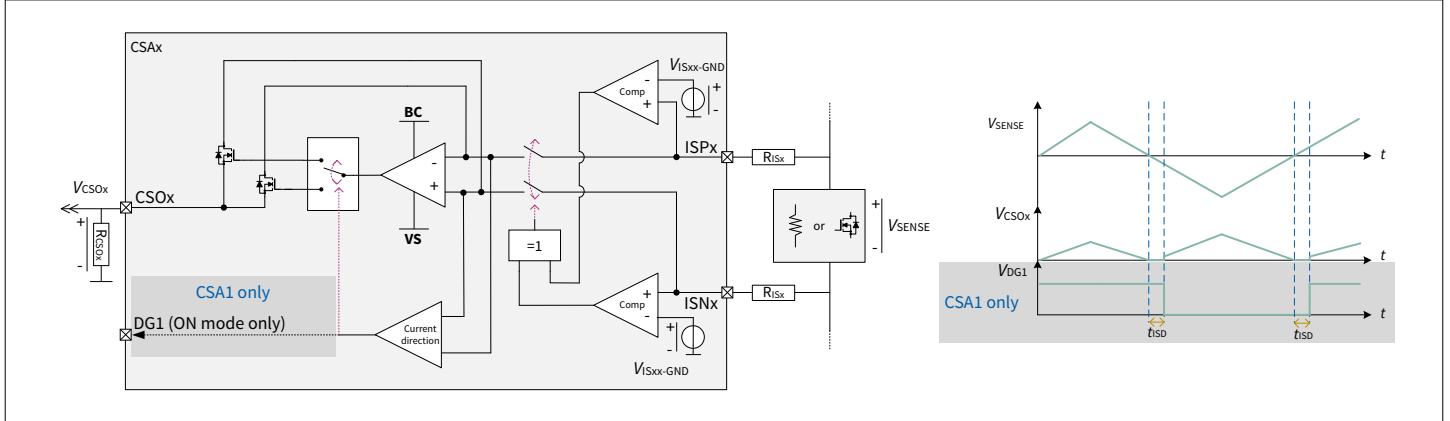 CSAx
VISxx-GND
Comp
-
+
+
-
BC
ISPx
RISx
-
+
VCSOx
CSOx
+
RCSOx
-
VS
=1
or
+
VSENSE
-
CSA1 only
DG1 (ON mode only)
Current
direction
+
Comp
-
ISNx
RISx
+
-
VISxx-GND
VSENSE
t
VCSOx
t
VDG1
CSA1 only
t
tISD
tISD